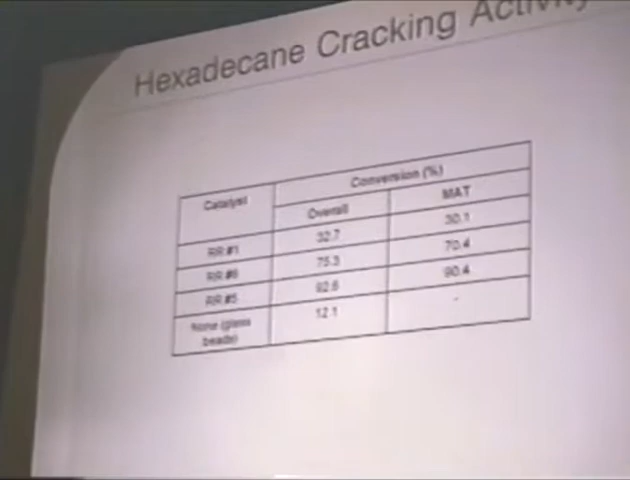 Hexadecane Cracking Activity
Catalyst Conversion (%)
Overall MAT
RR #1 32.7 30.1
RR #6 75.3 70.4
RR #5 92.6 90.4
None (glass beads) 12.1 -